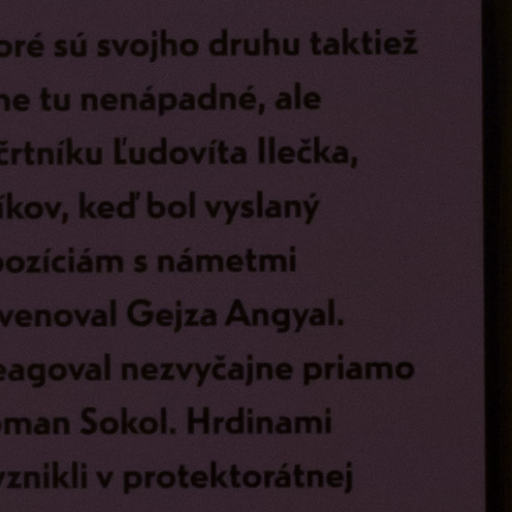 oré sú svojho druhu taktiež
ne tu nenápadné, ale
črtníku Ľudovíta Ilečka,
íkov, keď bol vyslaný
pozíciám s námetmi
venoval Gejza Angyal.
eagoval nezvyčajne priamo
oman Sokol. Hrdinami
vznikli v protektorátnej